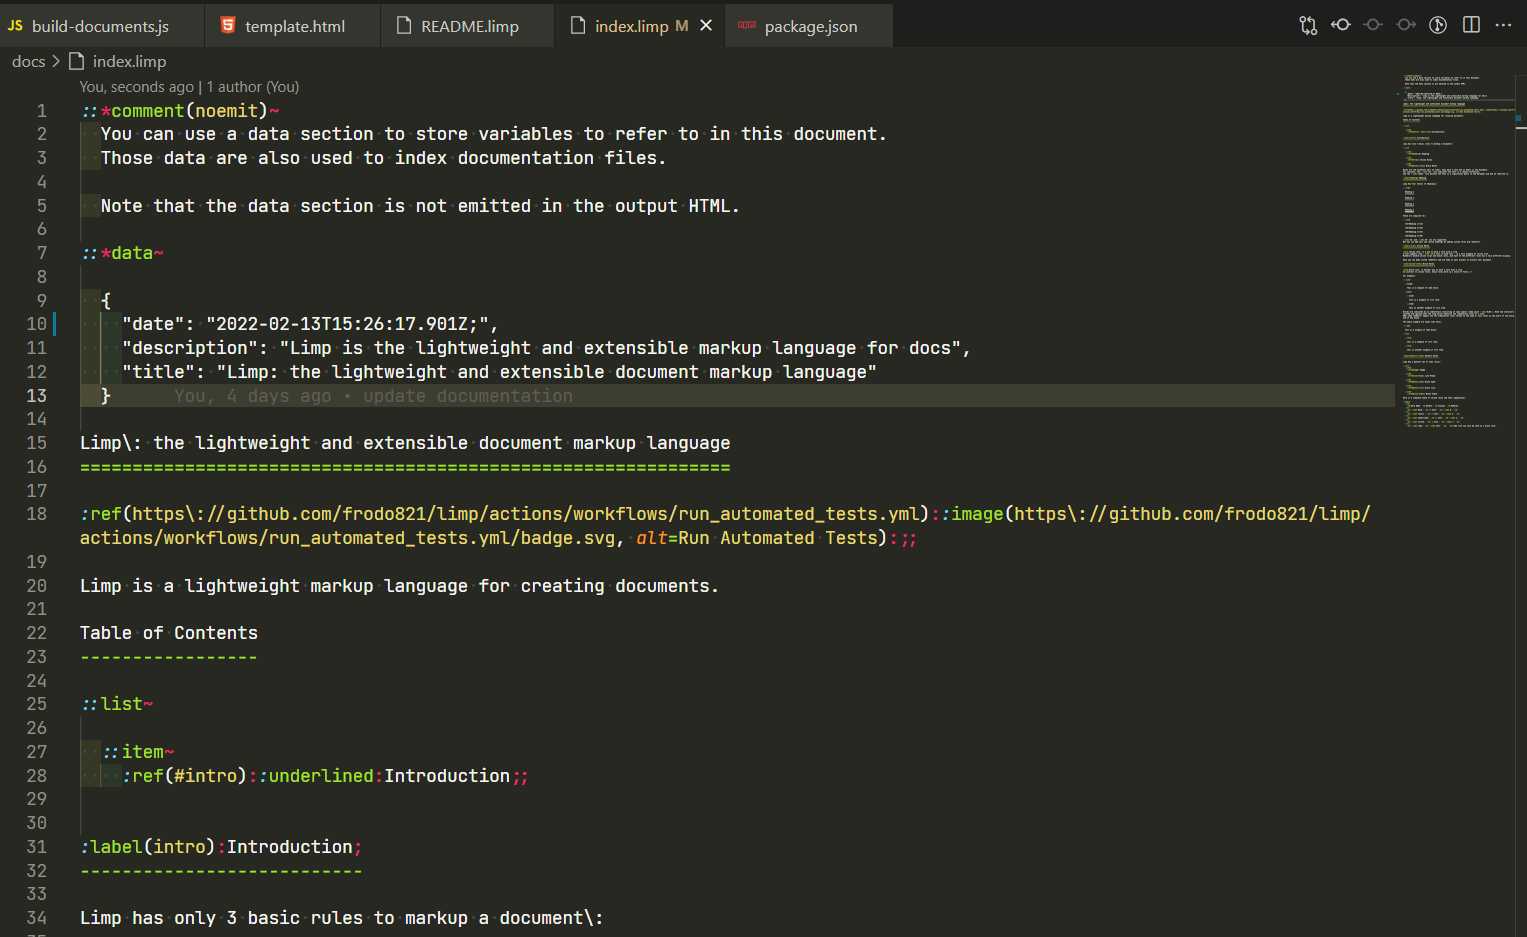 JS build-documents.js template.html README.limp index.limp M package.json
docs > index.limp
You, seconds ago | 1 author (You)
1 ::*comment(noemit)~
2 You can use a data section to store variables to refer to in this document.
3 Those data are also used to index documentation files.
4
5 Note that the data section is not emitted in the output HTML.
6
7 ::*data~
8
9 {
10 "date": "2022-02-13T15:26:17.901Z;",
11 "description": "Limp is the lightweight and extensible markup language for docs",
12 "title": "Limp: the lightweight and extensible document markup language"
13 } You, 4 days ago • update documentation
14
15 Limp\: the lightweight and extensible document markup language
16 ==============================================================
17
18 :ref(https\://github.com/frodo821/limp/actions/workflows/run_automated_tests.yml)::image(https\://github.com/frodo821/limp/
actions/workflows/run_automated_tests.yml/badge.svg, alt=Run Automated Tests):;;
19
20 Limp is a lightweight markup language for creating documents.
21
22 Table of Contents
23 -----------------
24
25 ::list~
26
27 ::item~
28 :ref(#intro)::underlined:Introduction;;
29
30
31 :label(intro):Introduction;
32 ---------------------------
33
34 Limp has only 3 basic rules to markup a document\: